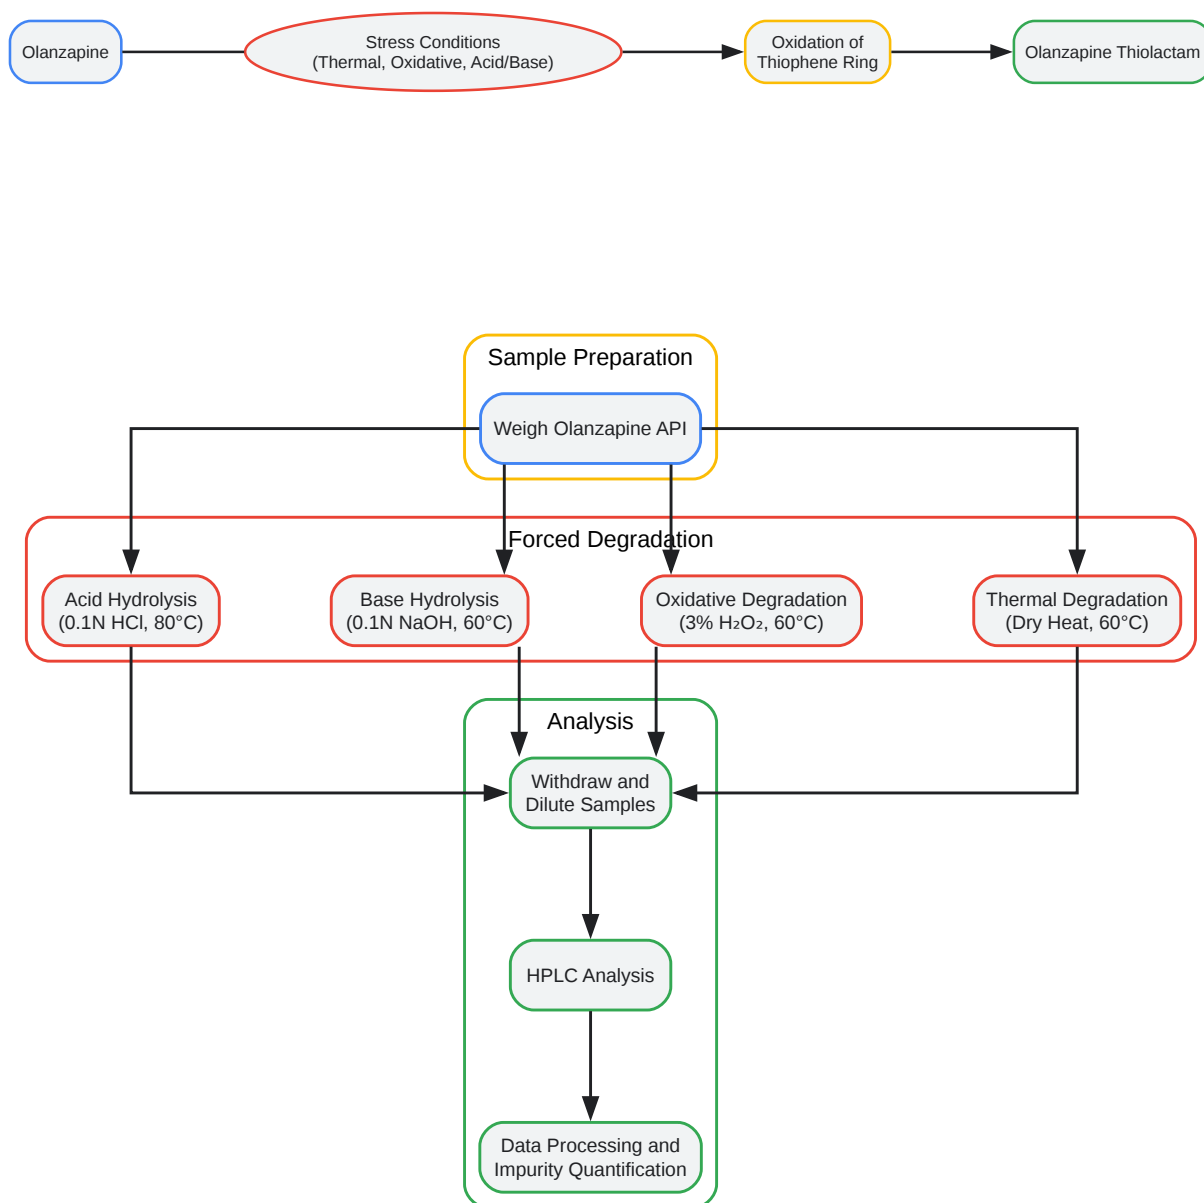 Olanzapine
Stress Conditions
(Thermal, Oxidative, Acid/Base)
Oxidation of
Thiophene Ring
Olanzapine Thiolactam
Sample Preparation
Weigh Olanzapine API
Forced Degradation
Acid Hydrolysis
(0.1N HCl, 80°C)
Base Hydrolysis
(0.1N NaOH, 60°C)
Oxidative Degradation
(3% H₂O₂, 60°C)
Thermal Degradation
(Dry Heat, 60°C)
Analysis
Withdraw and
Dilute Samples
HPLC Analysis
Data Processing and
Impurity Quantification